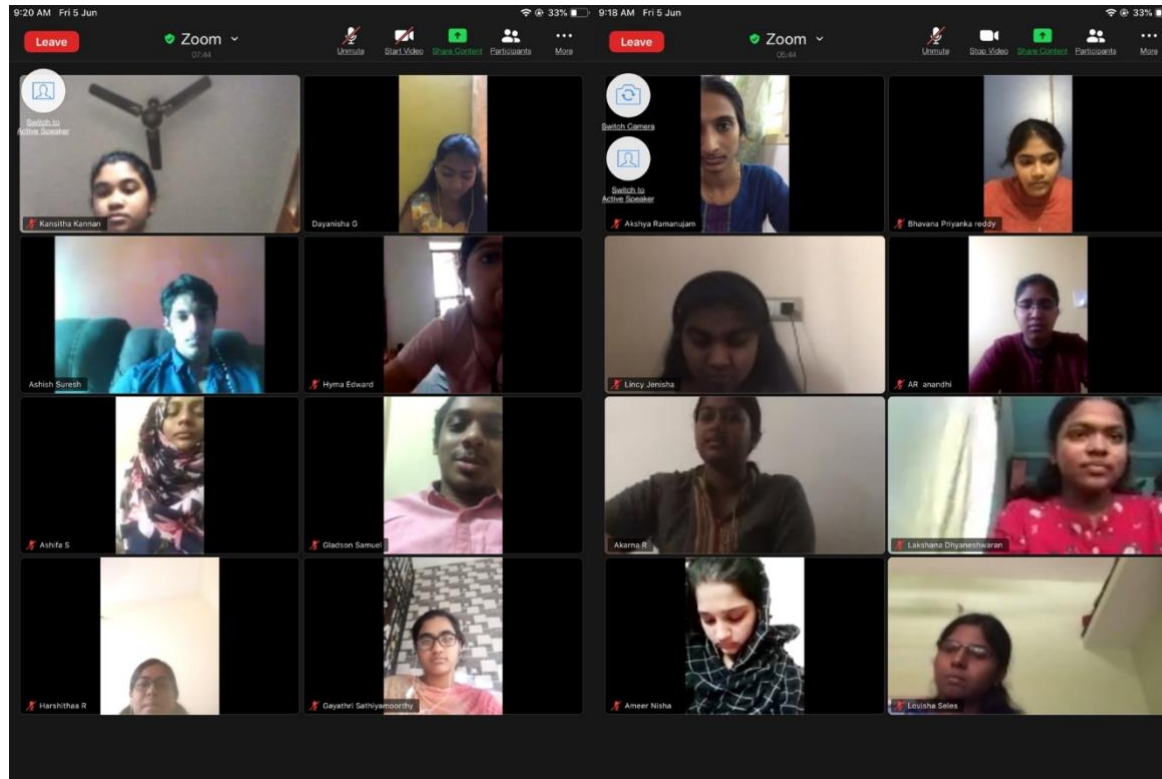 9:20 AM Fri 5 Jun
33%
Leave
Zoom
07:44
Unmute
Start Video
Share Content
Participants
More
Switch to
Active Speaker
Kansitha Kannan
Dayanisha G
Ashish Suresh
Hyma Edward
Ashifa S
Gladson Samuel
Harshithaa R
Gayathri Sathiyamoorthy
9:18 AM Fri 5 Jun
33%
Leave
Zoom
05:44
Unmute
Stop Video
Share Content
Participants
More
Switch Camera
Switch to
Active Speaker
Akshya Ramanujam
Bhavana Priyanka reddy
Lincy Jenisha
AR anandhi
Akarna R
Lakshana Dhyaneshwaran
Ameer Nisha
Lovisha Seles